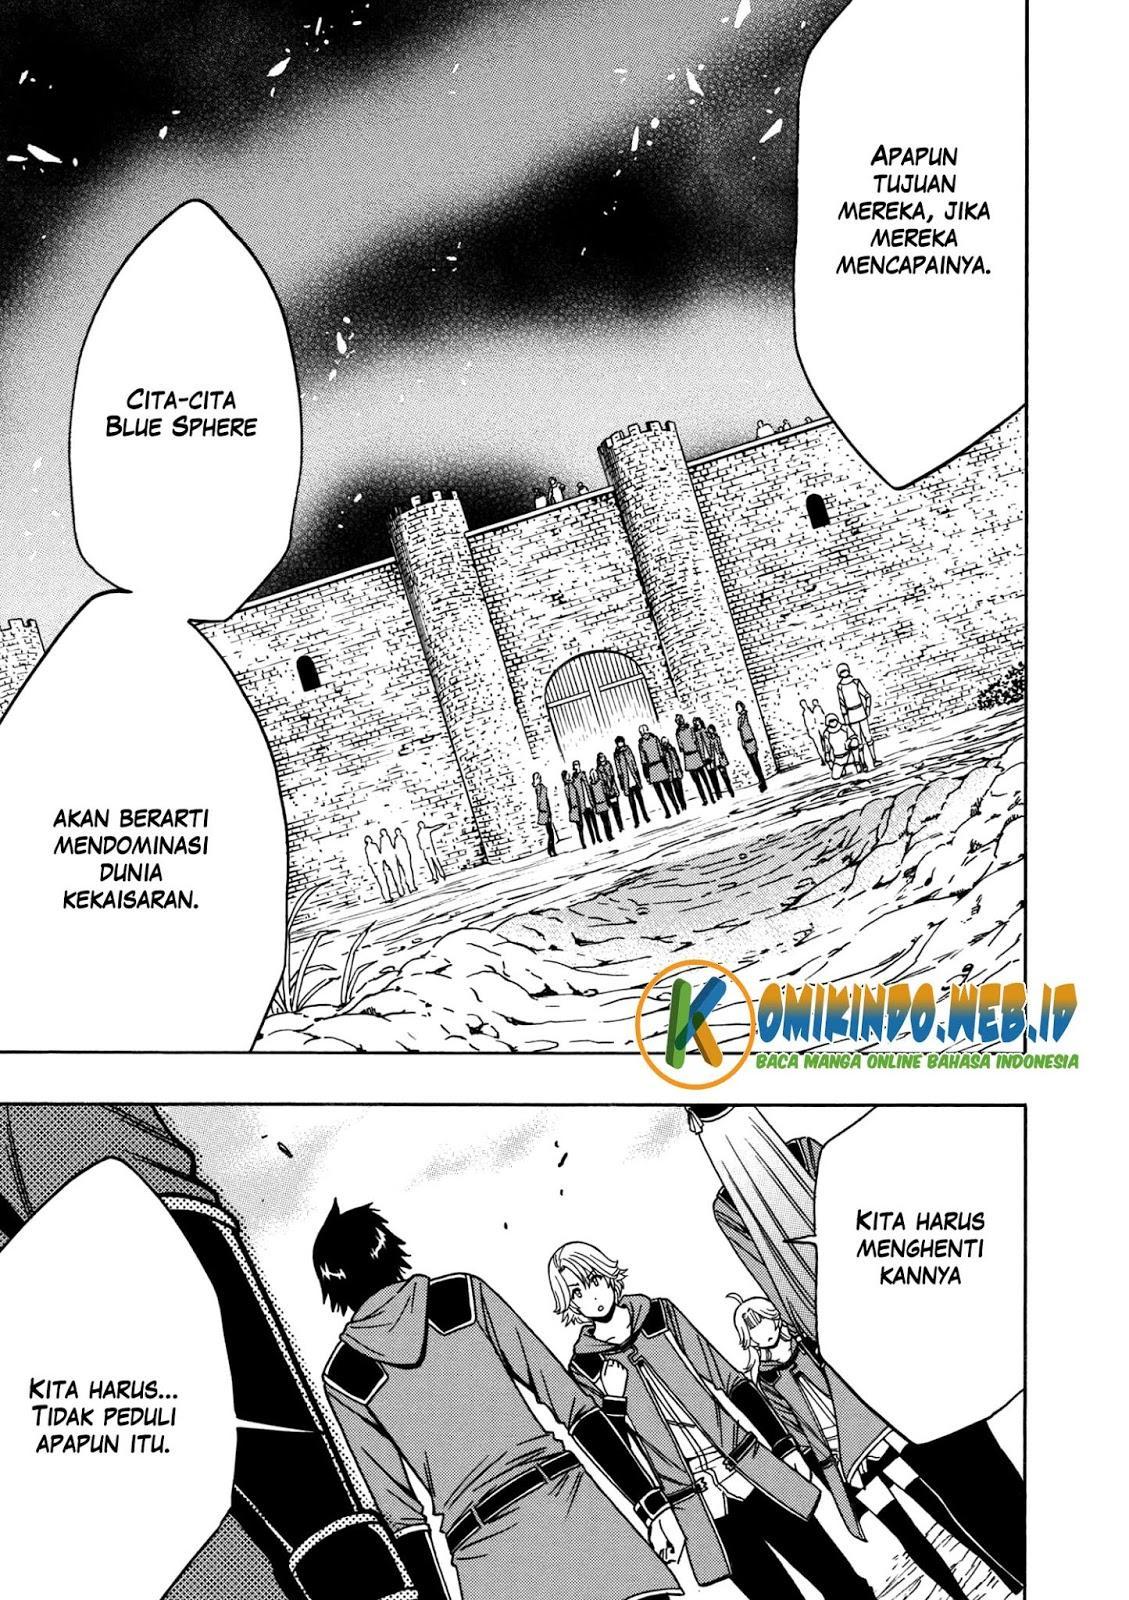 APAPUN
TUJUAN
MEREKA, JIKA
MEREKA
MENCAPAINYA.
CITA-CITA
BLUE SPHERE
AKAN BERARTI
MENDOMINASI
DUNIA
KEKAISARAN.
KOMIKINDO.WEB.ID
BACA MANGA ONLINE BAHASA INDONESIA
KITA HARUS
MENGHENTI
KANNYA
KITA HARUS...
TIDAK PEDULI
APAPUN ITU.